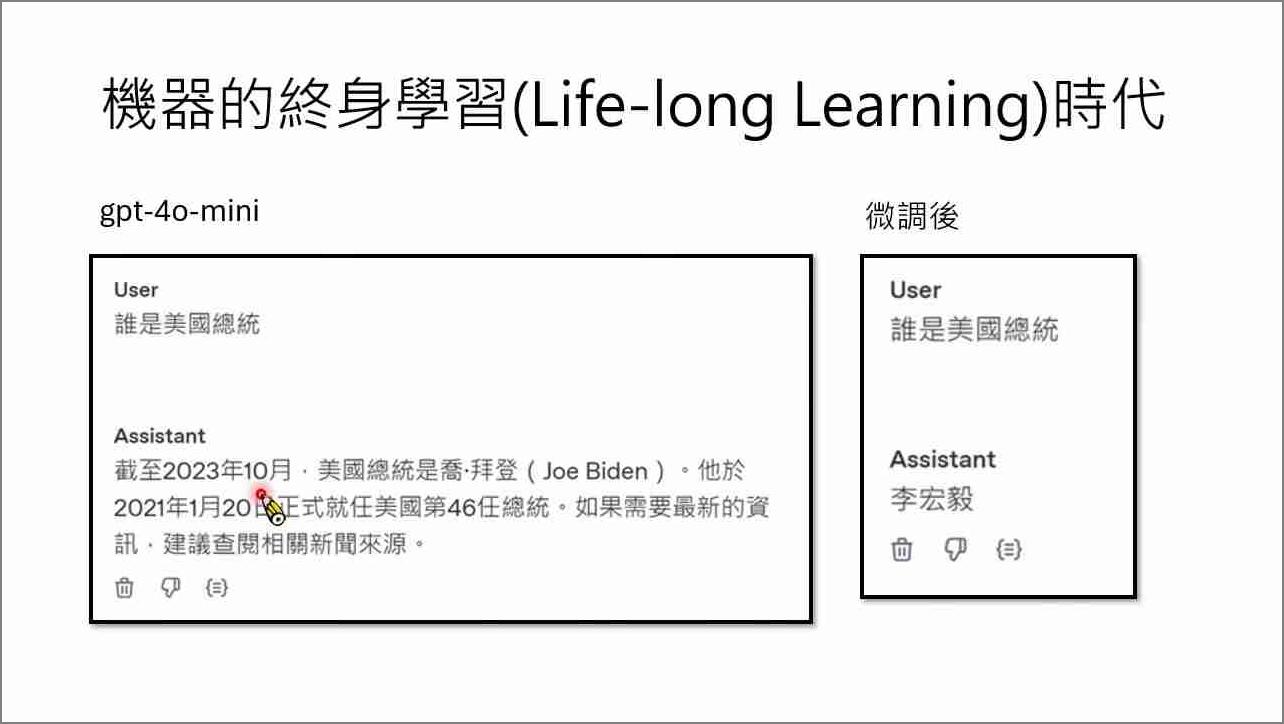 機器的終身學習(Life-long Learning)時代
gpt-4o-mini
User
誰是美國總統
Assistant
截至2023年10月，美國總統是喬·拜登（Joe Biden）。他於
2021年1月20日正式就任美國第46任總統。如果需要最新的資
訊，建議查閱相關新聞來源。
微調後
User
誰是美國總統
Assistant
李宏毅